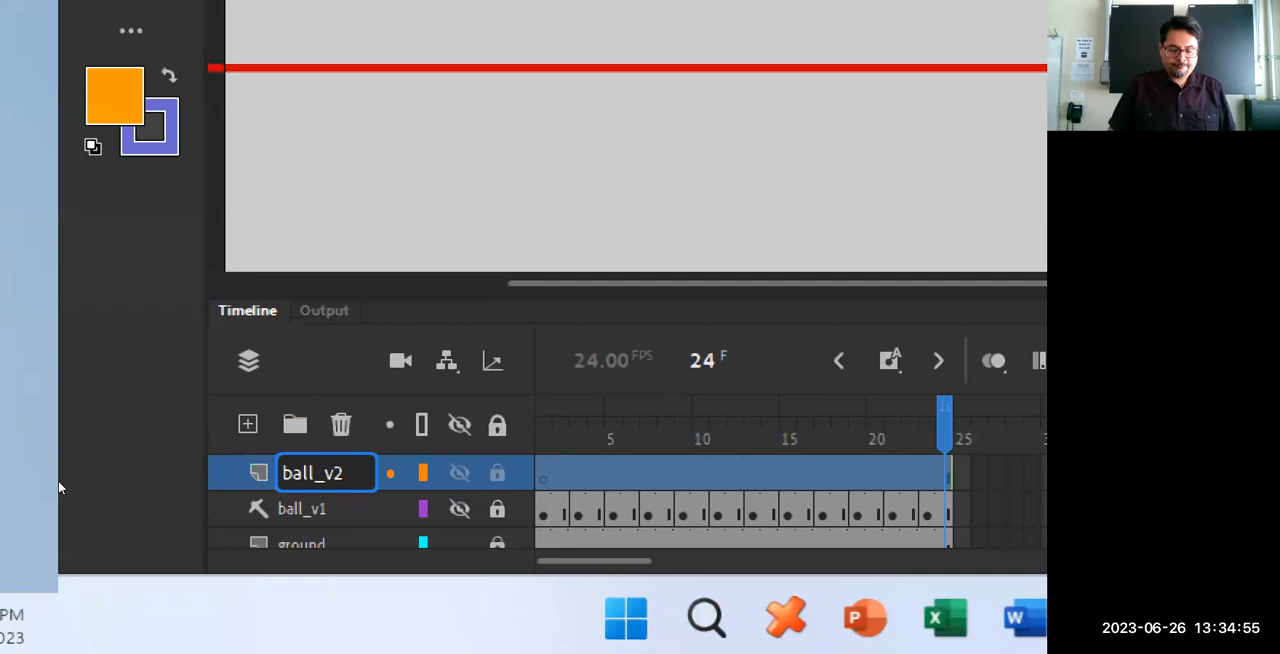 Timeline
Output
24.00 FPS
24 F
5
10
15
20
25
1s
ball_v2
ball_v1
ground
PM
023
P
X
W
2023-06-26 13:34:55